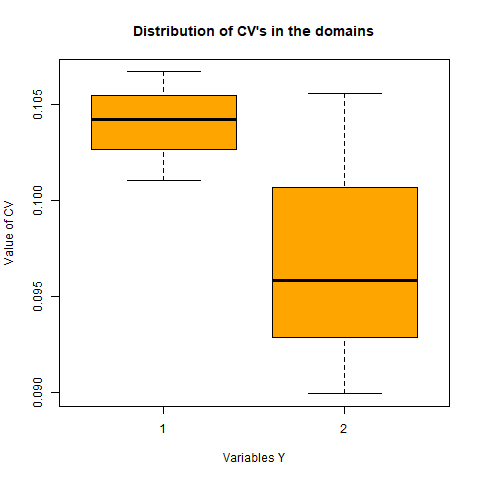 Distribution of CV's in the domains
Value of CV
0.105
0.100
0.095
0.090
1 2
Variables Y